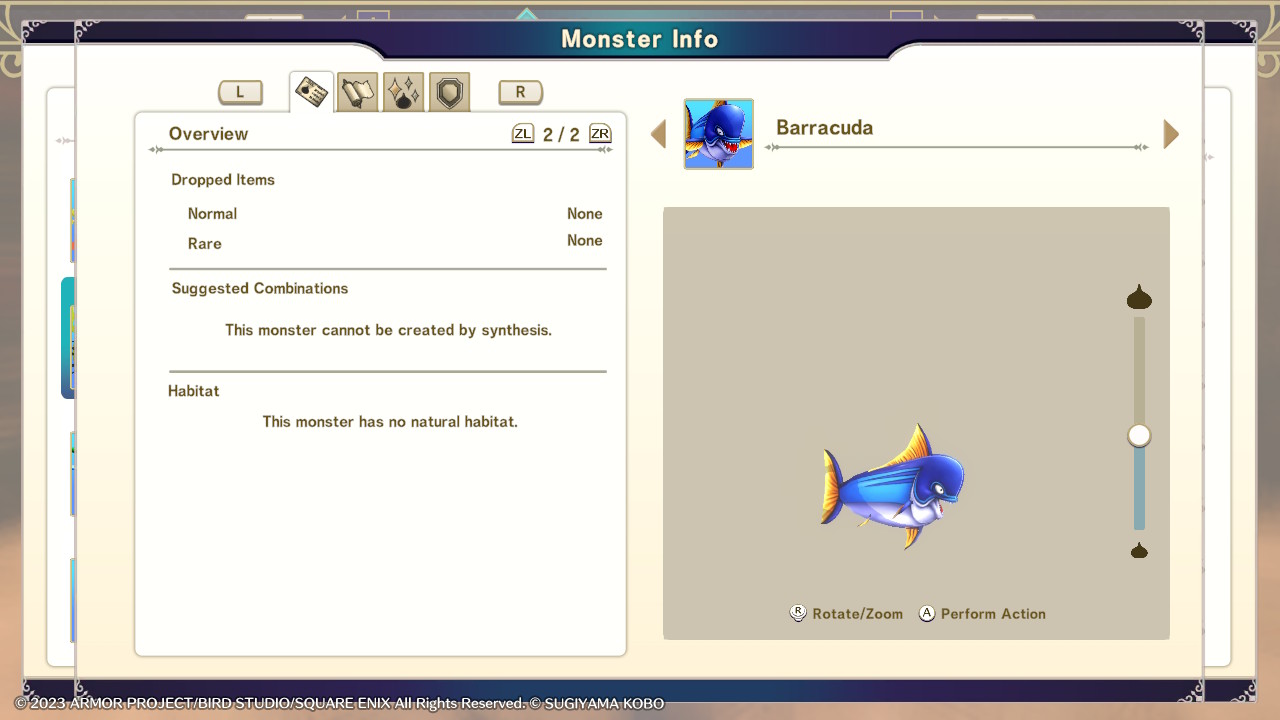 Monster Info
L
R
Overview
ZL 2 / 2 ZR
Dropped Items
Normal None
Rare None
Suggested Combinations
This monster cannot be created by synthesis.
Habitat
This monster has no natural habitat.
Barracuda
R Rotate/Zoom A Perform Action
© 2023 ARMOR PROJECT/BIRD STUDIO/SQUARE ENIX All Rights Reserved. © SUGIYAMA KOBO